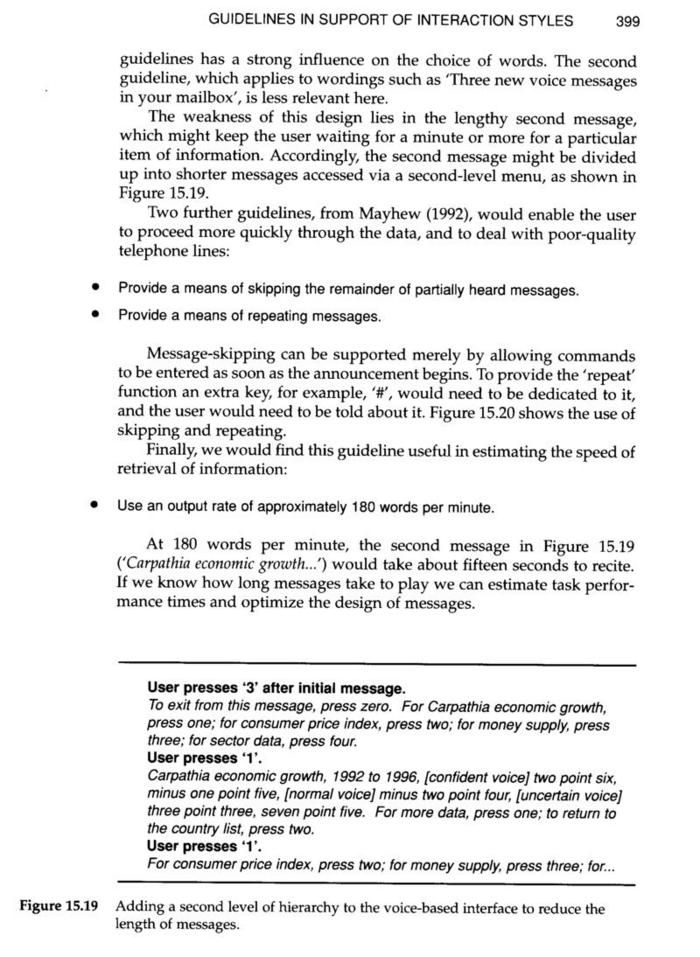 GUIDELINES IN SUPPORT OF INTERACTION STYLES 399
guidelines has a strong influence on the choice of words. The second
guideline, which applies to wordings such as ‘Three new voice messages
in your mailbox’, is less relevant here.
The weakness of this design lies in the lengthy second message,
which might keep the user waiting for a minute or more for a particular
item of information. Accordingly, the second message might be divided
up into shorter messages accessed via a second-level menu, as shown in
Figure 15.19.
Two further guidelines, from Mayhew (1992), would enable the user
to proceed more quickly through the data, and to deal with poor-quality
telephone lines:
• Provide a means of skipping the remainder of partially heard messages.
• Provide a means of repeating messages.
Message-skipping can be supported merely by allowing commands
to be entered as soon as the announcement begins. To provide the ‘repeat’
function an extra key, for example, ‘#’, would need to be dedicated to it,
and the user would need to be told about it. Figure 15.20 shows the use of
skipping and repeating.
Finally, we would find this guideline useful in estimating the speed of
retrieval of information:
• Use an output rate of approximately 180 words per minute.
At 180 words per minute, the second message in Figure 15.19
(‘Carpathia economic growth...’) would take about fifteen seconds to recite.
If we know how long messages take to play we can estimate task perfor-
mance times and optimize the design of messages.
User presses ‘3’ after initial message.
To exit from this message, press zero. For Carpathia economic growth,
press one; for consumer price index, press two; for money supply, press
three; for sector data, press four.
User presses ‘1’.
Carpathia economic growth, 1992 to 1996, [confident voice] two point six,
minus one point five, [normal voice] minus two point four, [uncertain voice]
three point three, seven point five. For more data, press one; to return to
the country list, press two.
User presses ‘1’.
For consumer price index, press two; for money supply, press three; for...
Figure 15.19 Adding a second level of hierarchy to the voice-based interface to reduce the
length of messages.